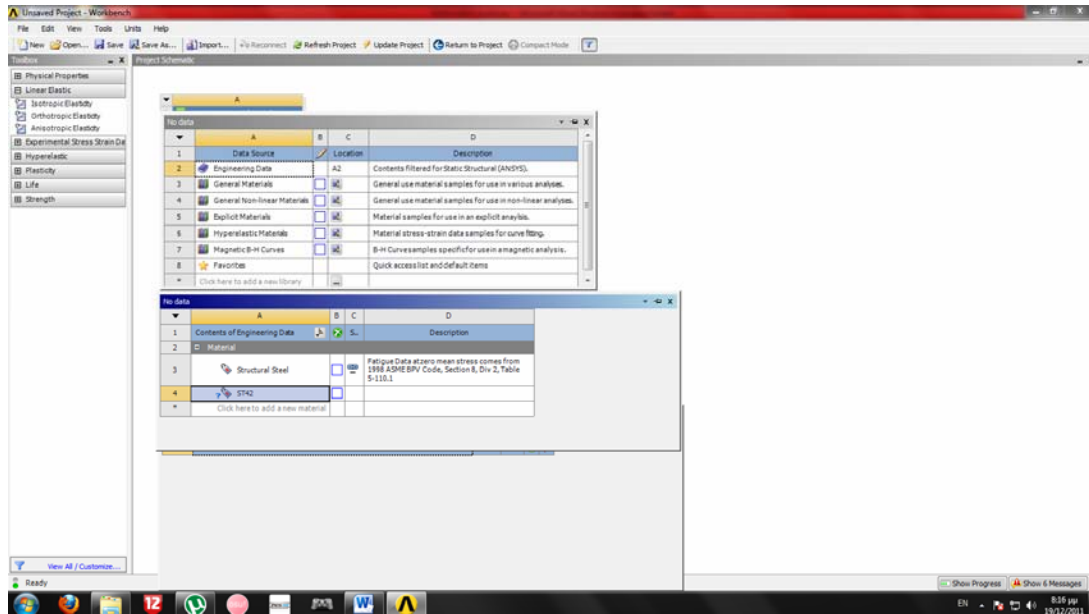 Unsaved Project - Workbench
File Edit View Tools Units Help
New Open... Save Save As... Import... Reconnect Refresh Project Update Project Return to Project Compact Mode
Toolbox Project Schematic
Physical Properties
Linear Elastic
Isotropic Elasticity
Orthotropic Elasticity
Anisotropic Elasticity
Experimental Stress Strain Da
Hyperelastic
Plasticity
Life
Strength
A
No data
A B C D
1 Data Source Location Description
2 Engineering Data A2 Contents filtered for Static Structural (ANSYS).
3 General Materials General use material samples for use in various analyses.
4 General Non-linear Materials General use material samples for use in non-linear analyses.
5 Explicit Materials Material samples for use in an explicit anaylsis.
6 Hyperelastic Materials Material stress-strain data samples for curve fitting.
7 Magnetic B-H Curves B-H Curve samples specific for use in a magnetic analysis.
8 Favorites Quick access list and default items
* Click here to add a new library ...
No data
A B C D
1 Contents of Engineering Data S.. Description
2 Material
3 Structural Steel Fatigue Data at zero mean stress comes from
1998 ASME BPV Code, Section 8, Div 2, Table
5-110.1
4 ? ST42
* Click here to add a new material
View All / Customize...
Ready Show Progress Show 6 Messages
12 EN 8:16 μμ
19/12/2011